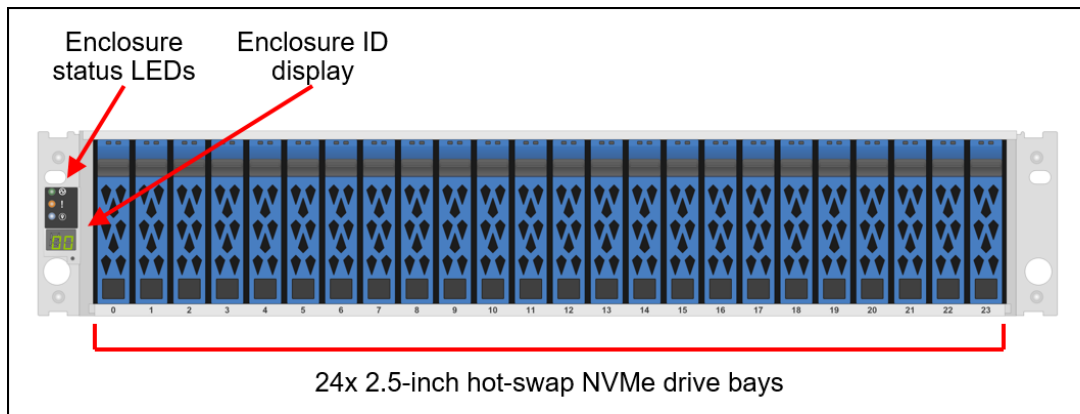 Enclosure
status LEDs
Enclosure ID
display
00
0 1 2 3 4 5 6 7 8 9 10 11 12 13 14 15 16 17 18 19 20 21 22 23
24x 2.5-inch hot-swap NVMe drive bays